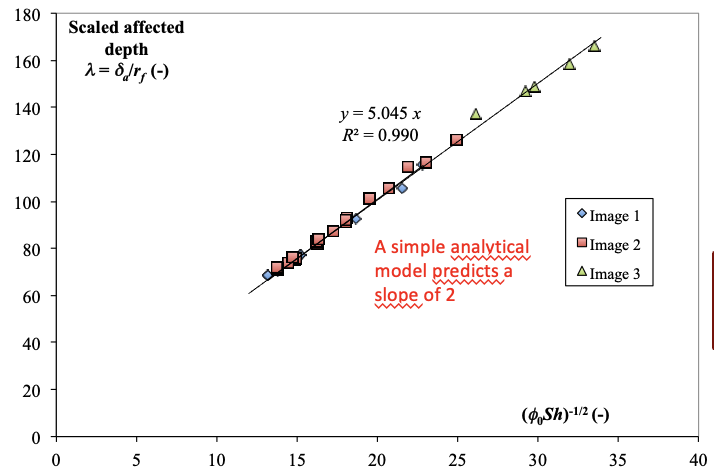 180
160
140
120
100
80
60
40
20
0
Scaled affected
depth
λ = δₐ/r_f (-)
y = 5.045 x
R² = 0.990
A simple analytical
model predicts a
slope of 2
Image 1
Image 2
Image 3
(ϕ₀Sh)⁻¹/² (-)
0 5 10 15 20 25 30 35 40